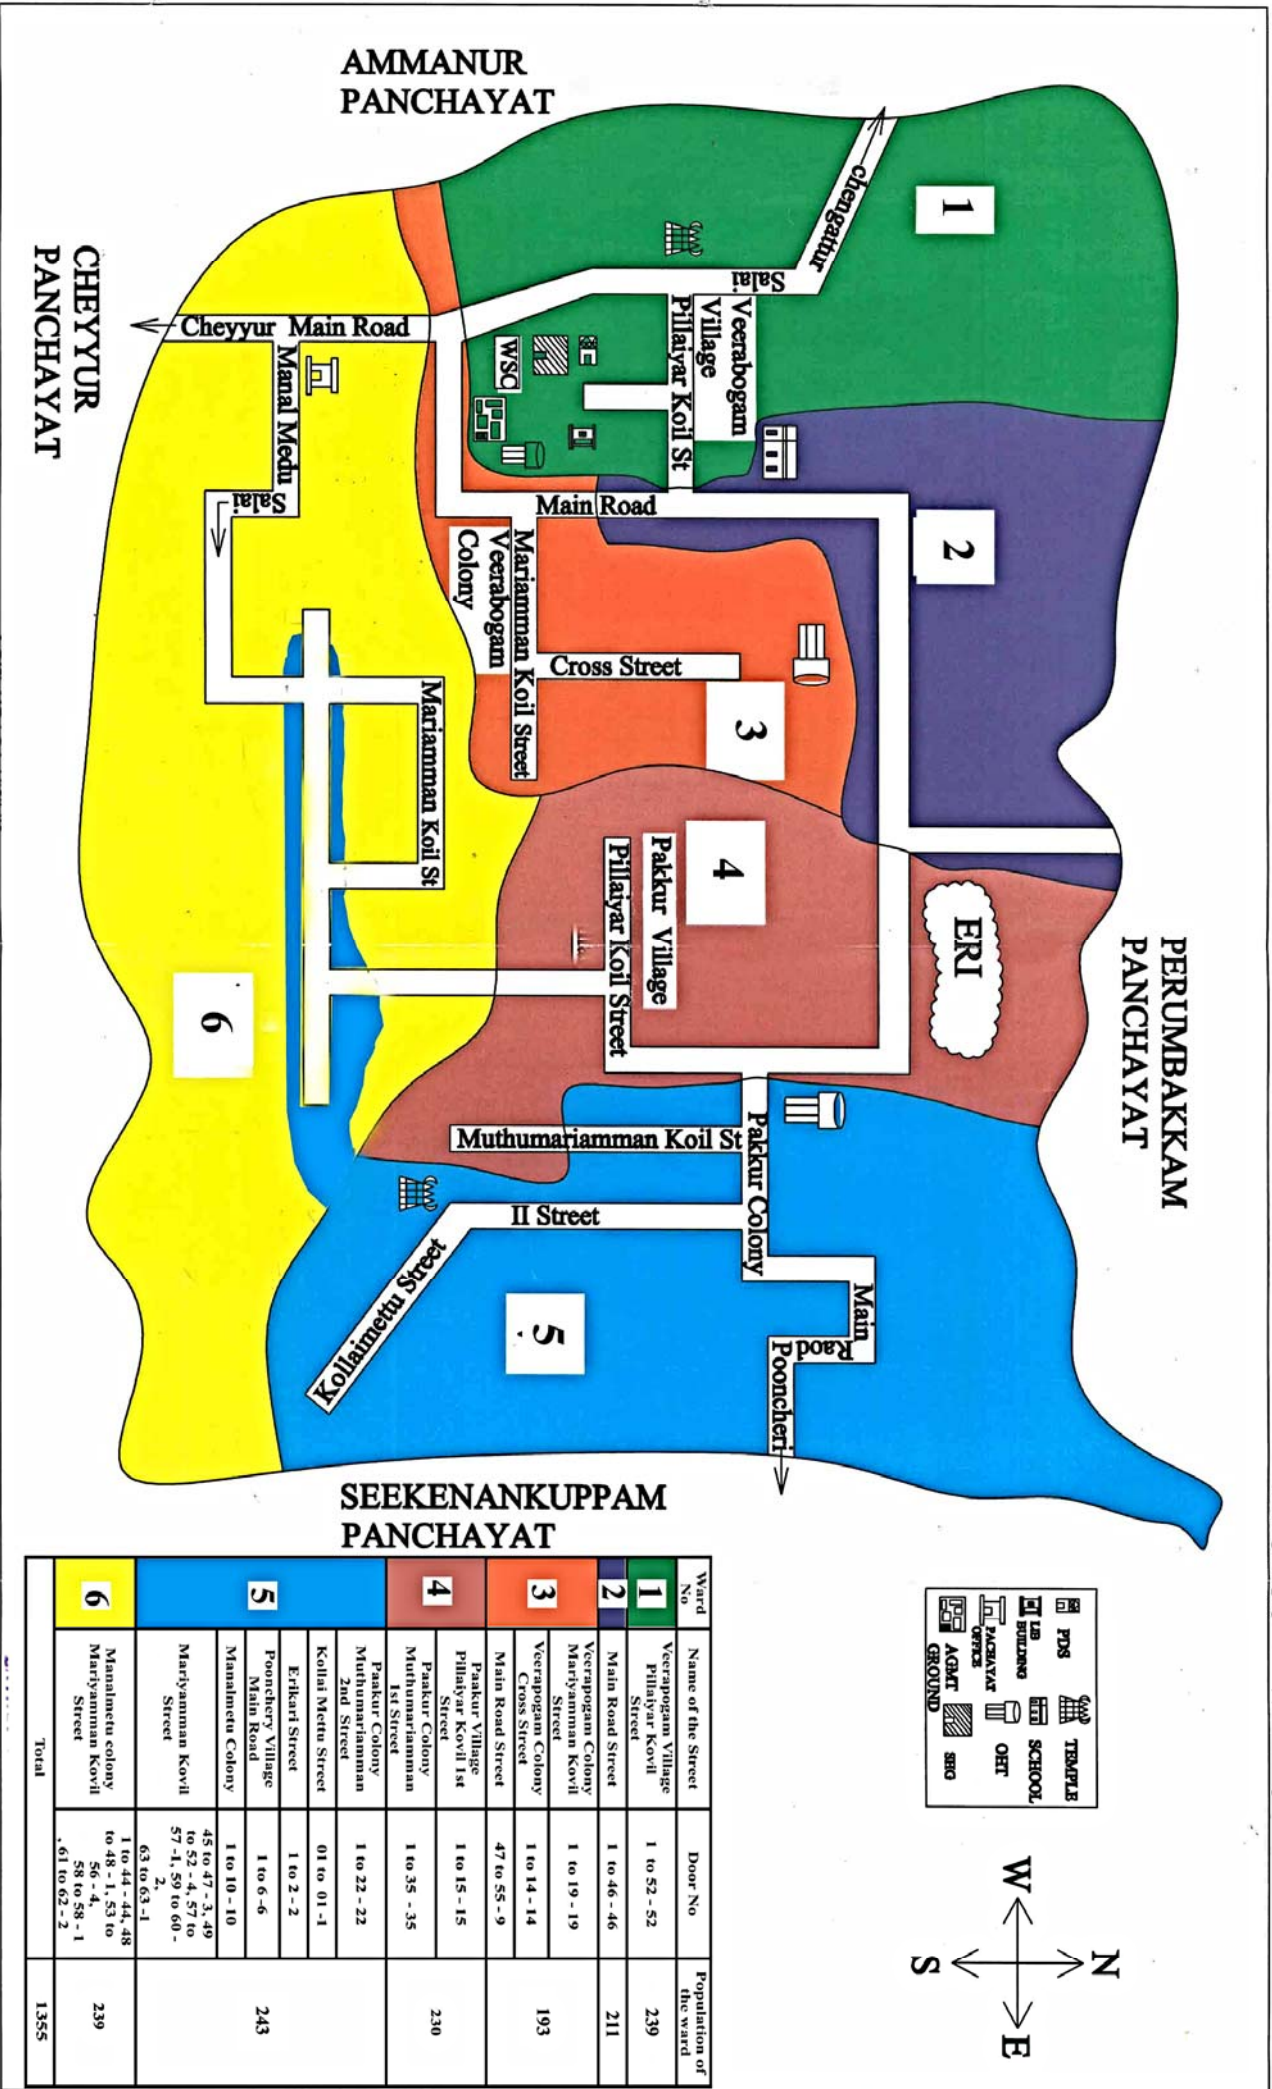 AMMANUR
PANCHAYAT
PERUMBAKKAM
PANCHAYAT
CHEYYUR
PANCHAYAT
SEEKENANKUPPAM
PANCHAYAT
1
2
3
4
5
6
chengattur
Salai
Veerabogam
Village
Pillaiyar Koil St
WSC
Cheyyur Main Road
Manal Medu
Salai
Main Road
Mariamman Koil Street
Veerabogam
Colony
Cross Street
Mariamman Koil St
ERI
Pakkur Village
Pillaiyar Koil Street
Muthumariamman Koil St
Pakkur Colony
II Street
Kollaimettu Street
Main
Raod
Pooncheri
PDS
TEMPLE
LIB
BUILDING
SCHOOL
PACHAYAT
OFFICE
OHT
AGMT
GROUND
SHG
N
W
E
S
Ward
No
Name of the Street
Door No
Population of
the ward
1
Veerapogam Village
Pillaiyar Kovil
Street
1 to 52 - 52
239
2
Main Road Street
1 to 46 - 46
211
3
Veerapogam Colony
Mariyamman Kovil
Street
1 to 19 - 19
Veerapogam Colony
Cross Street
1 to 14 - 14
Main Road Street
47 to 55 - 9
193
4
Paakur Village
Pillaiyar Kovil 1st
Street
1 to 15 - 15
Paakur Colony
Muthumariamman
1st Street
1 to 35 - 35
230
5
Paakur Colony
Muthumariamman
2nd Street
1 to 22 - 22
Kollai Mettu Street
01 to 01 -1
Erikari Street
1 to 2 - 2
Poonchery Village
Main Road
1 to 6 -6
Manalmetu Colony
1 to 10 - 10
Mariyamman Kovil
Street
45 to 47 - 3, 49
to 52 - 4, 57 to
57 -1, 59 to 60 -
2,
63 to 63 -1
243
6
Manalmetu colony
Mariyamman Kovil
Street
1 to 44 - 44, 48
to 48 - 1, 53 to
56 - 4,
58 to 58 - 1
, 61 to 62 - 2
239
Total
1355